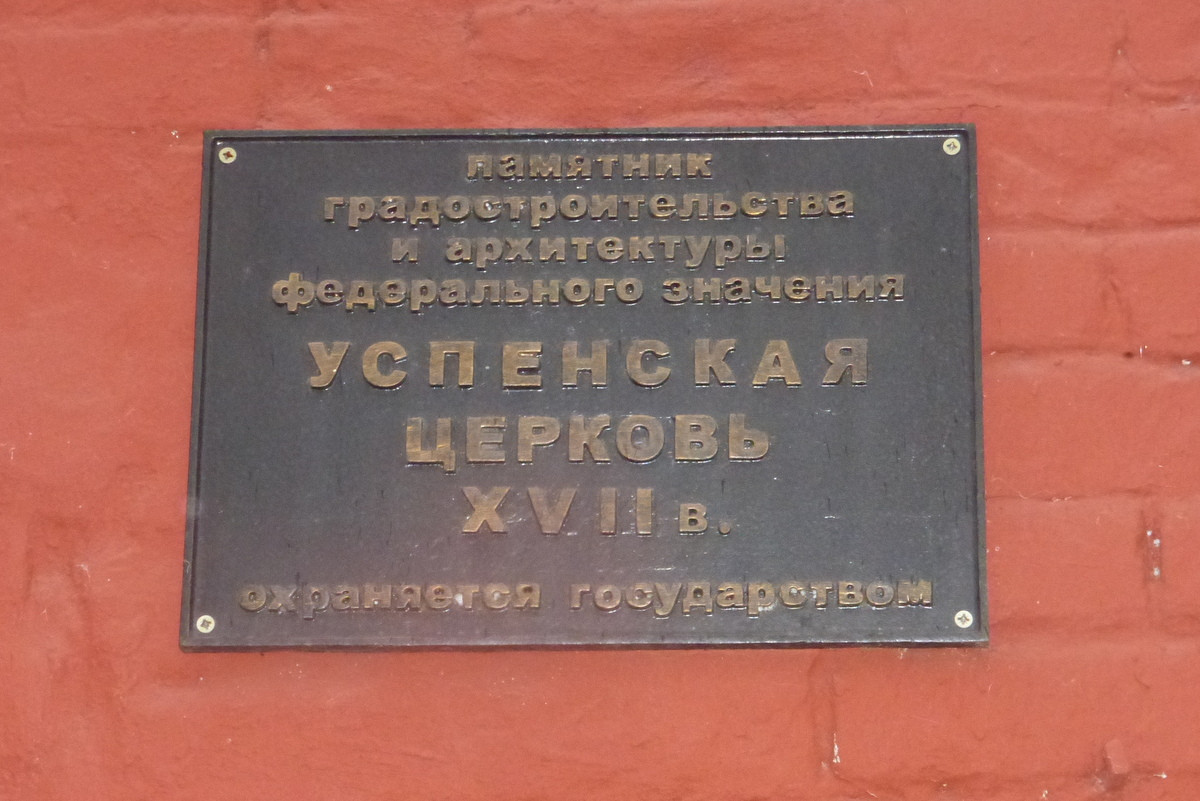 памятник
градостроительства
и архитектуры
федерального значения
УСПЕНСКАЯ
ЦЕРКОВЬ
XVII в.
охраняется государством